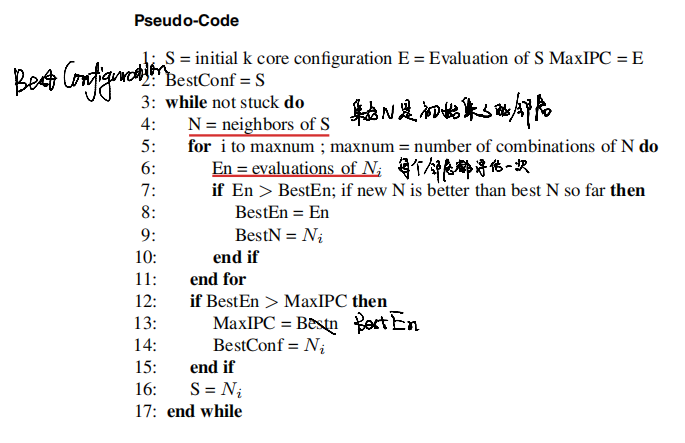 Pseudo-Code
1: S = initial k core configuration E = Evaluation of S MaxIPC = E
Best Configuration
2: BestConf = S
3: while not stuck do
4: N = neighbors of S
集合N是初始集S的邻居
5: for i to maxnum ; maxnum = number of combinations of N do
6: En = evaluations of Nᵢ 每个邻居都评估一次
7: if En > BestEn; if new N is better than best N so far then
8: BestEn = En
9: BestN = Nᵢ
10: end if
11: end for
12: if BestEn > MaxIPC then
13: MaxIPC = Bestn BestEn
14: BestConf = Nᵢ
15: end if
16: S = Nᵢ
17: end while